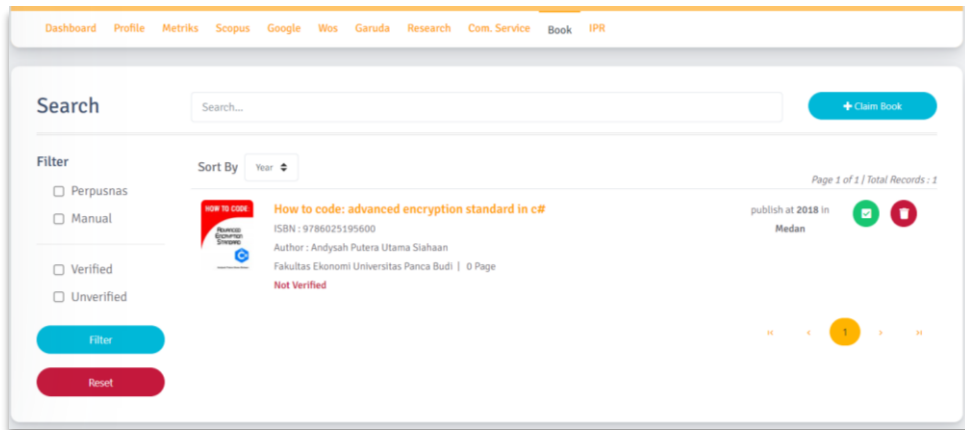 Dashboard Profile Metriks Scopus Google Wos Garuda Research Com. Service Book IPR
Search
Search...
+ Claim Book
Filter
Perpusnas
Manual
Verified
Unverified
Filter
Reset
Sort By Year
Page 1 of 1 | Total Records : 1
HOW TO CODE:
ADVANCED
ENCRYPTION
STANDARD
How to code: advanced encryption standard in c#
ISBN : 9786025195600
Author : Andysah Putera Utama Siahaan
Fakultas Ekonomi Universitas Panca Budi | 0 Page
Not Verified
publish at 2018 in
Medan
1